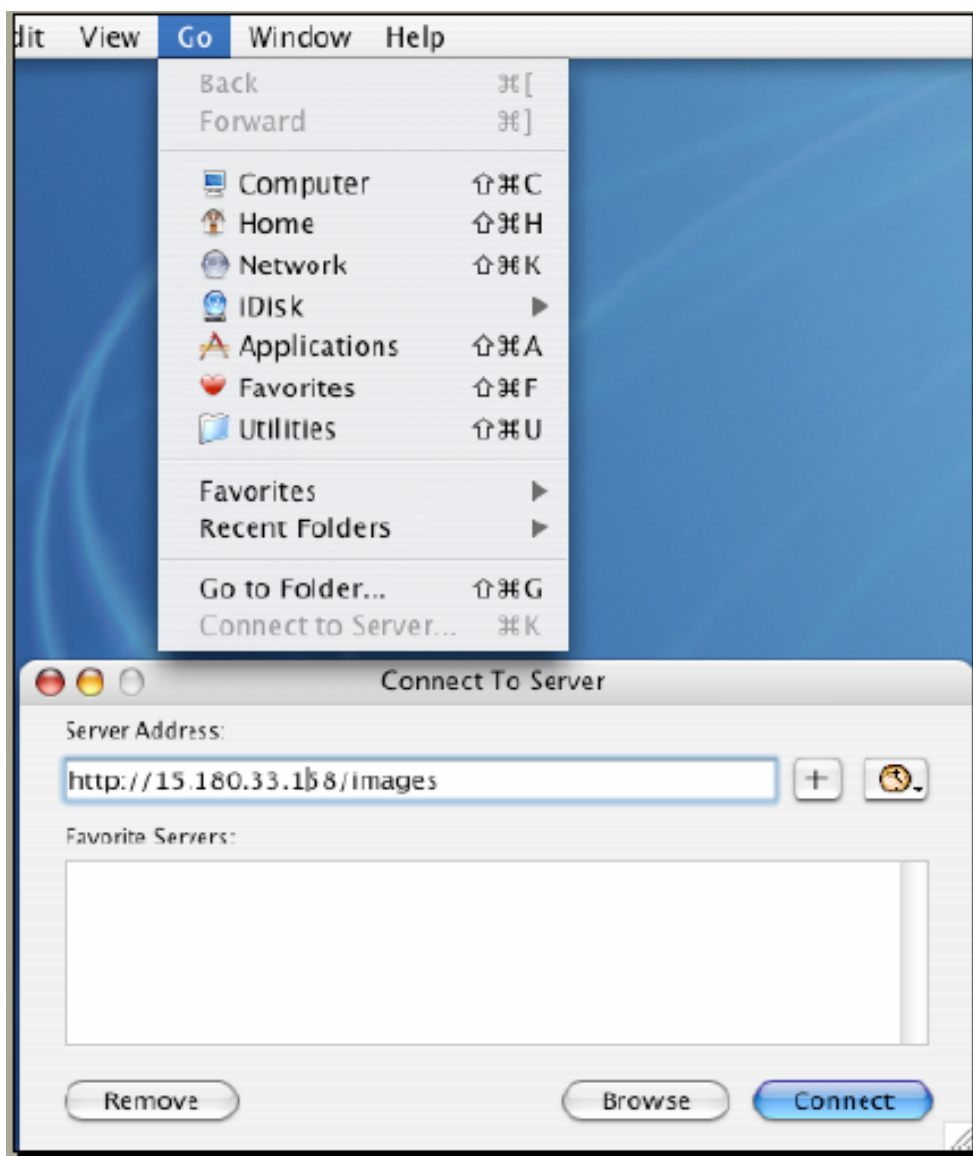 dit View Go Window Help
Back ⌘[
Forward ⌘]
Computer ⇧⌘C
Home ⇧⌘H
Network ⇧⌘K
iDisk
Applications ⇧⌘A
Favorites ⇧⌘F
Utilities ⇧⌘U
Favorites
Recent Folders
Go to Folder... ⇧⌘G
Connect to Server... ⌘K
Connect To Server
Server Address:
http://15.180.33.158/images
Favorite Servers:
Remove Browse Connect